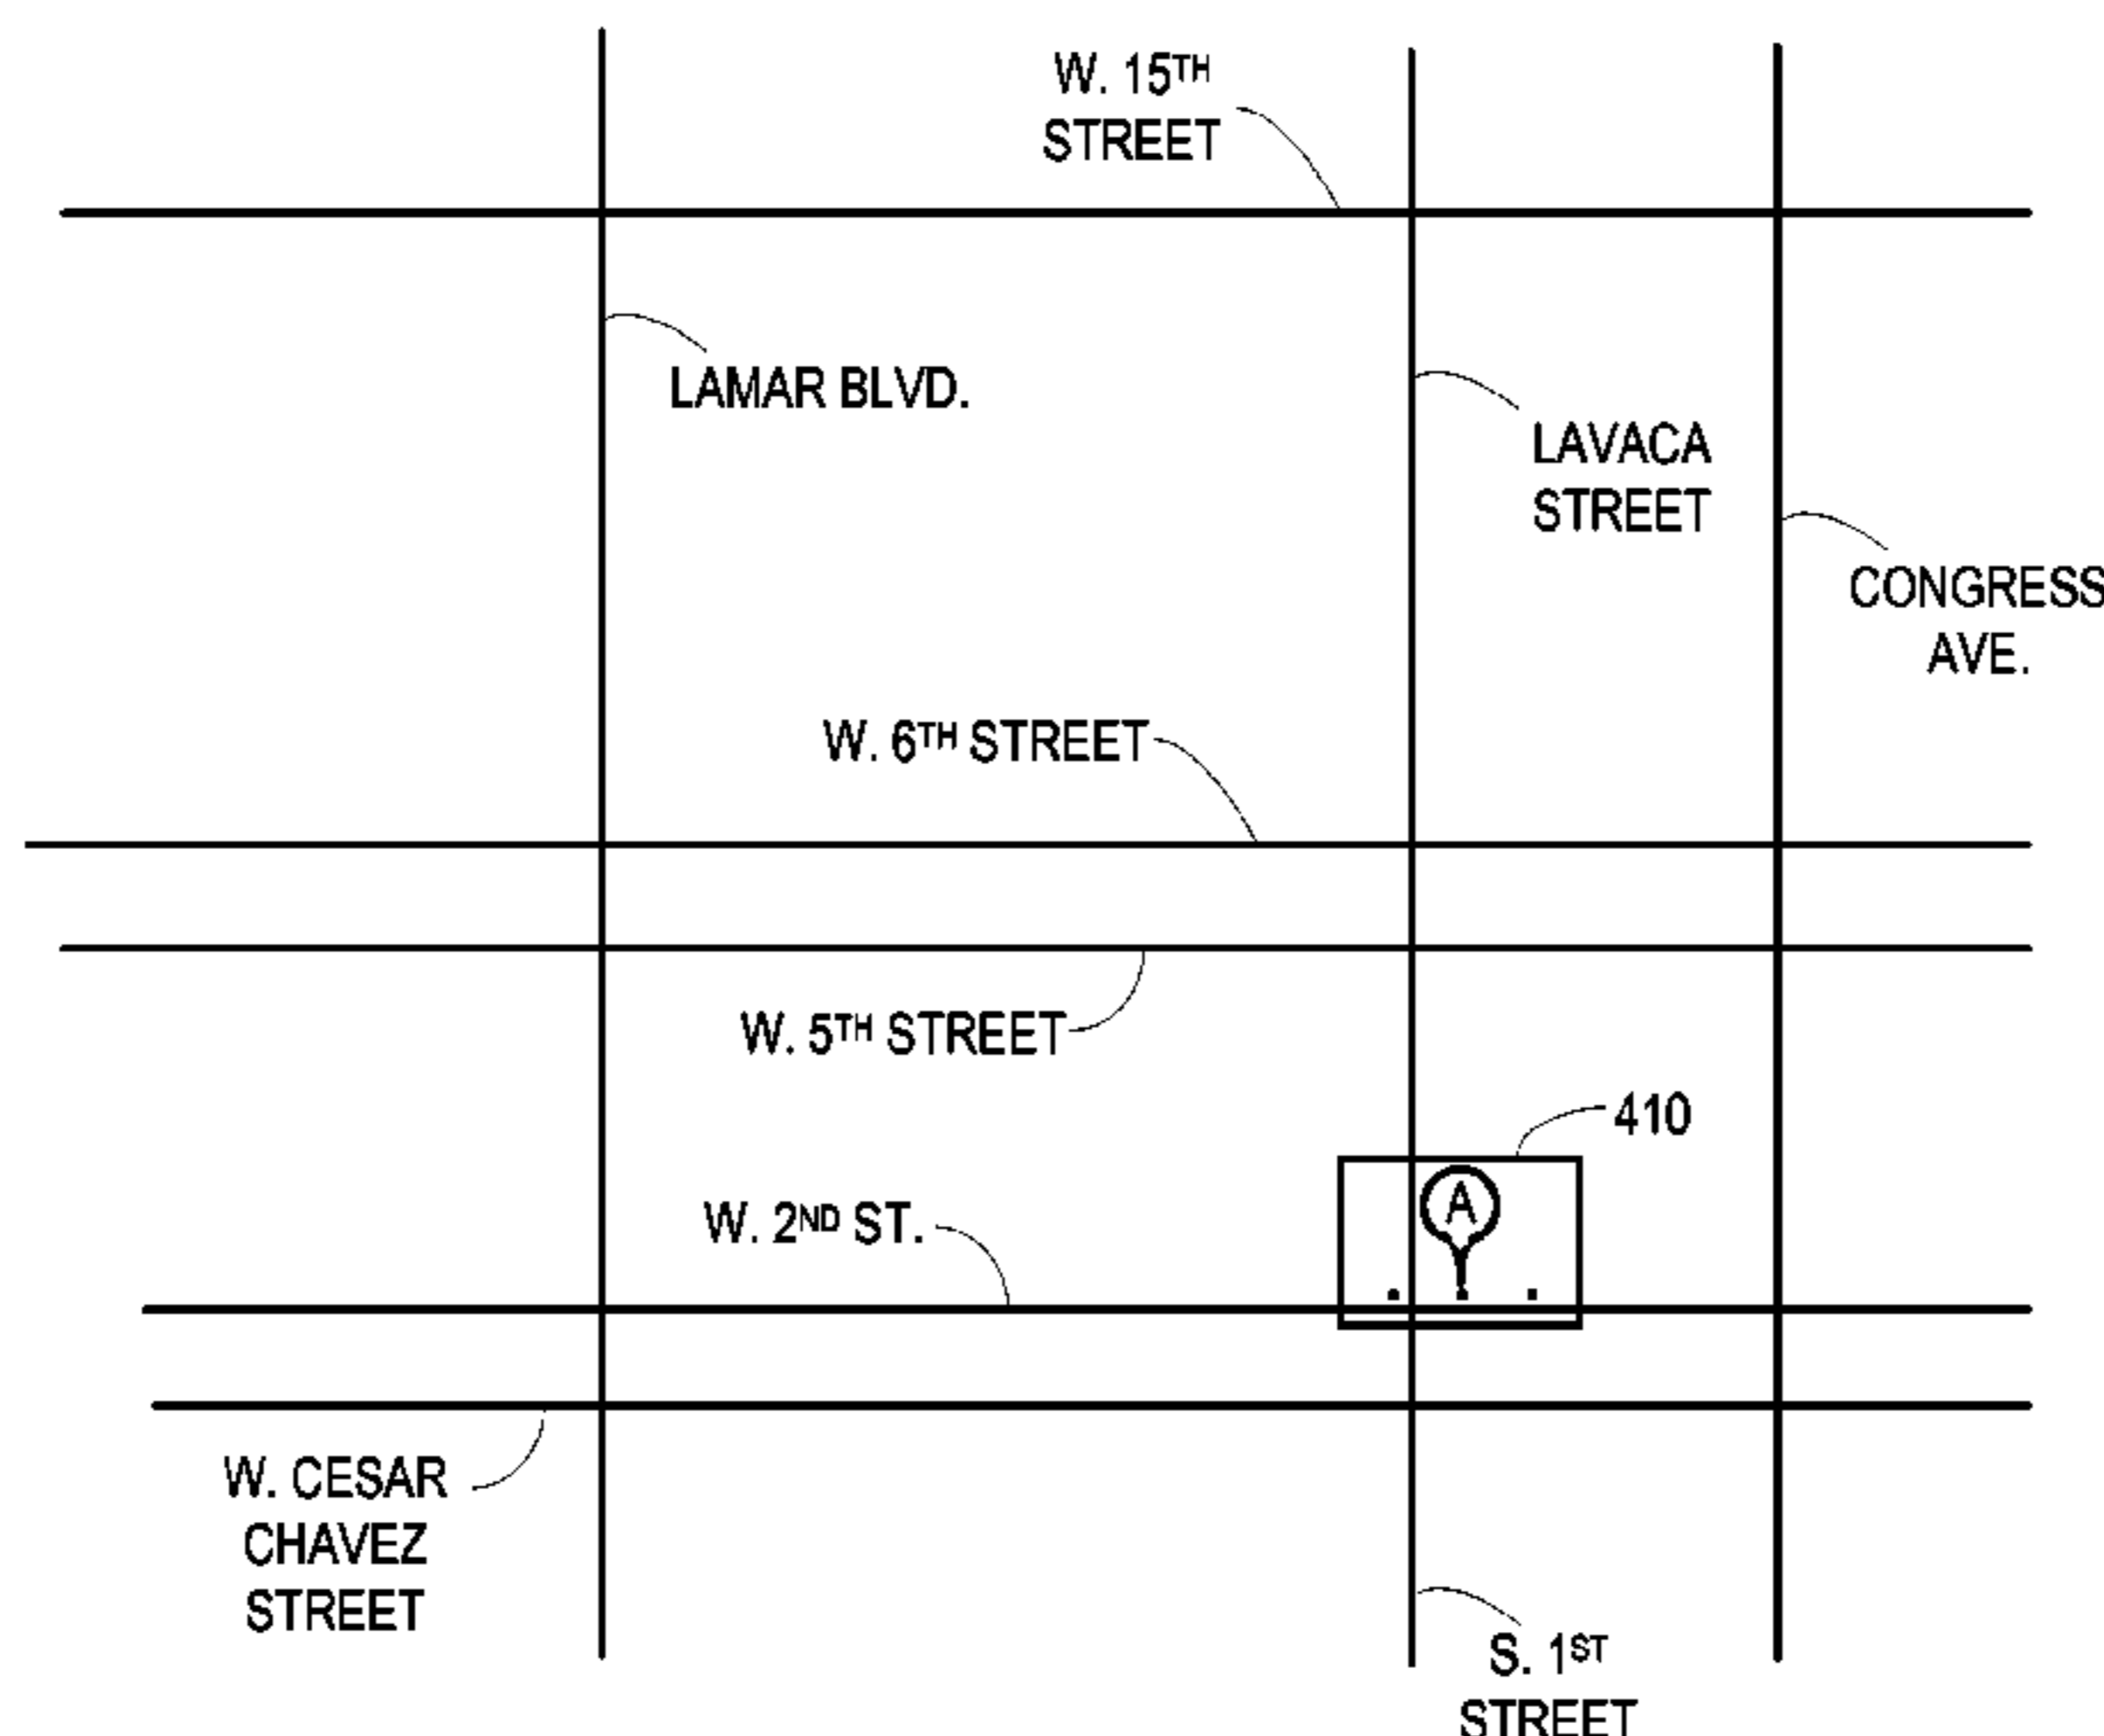 W. 15TH
STREET
LAMAR BLVD.
LAVACA
STREET
CONGRESS
AVE.
W. 6TH STREET
W. 5TH STREET
410
A
W. 2ND ST.
W. CESAR
CHAVEZ
STREET
S. 1ST
STREET